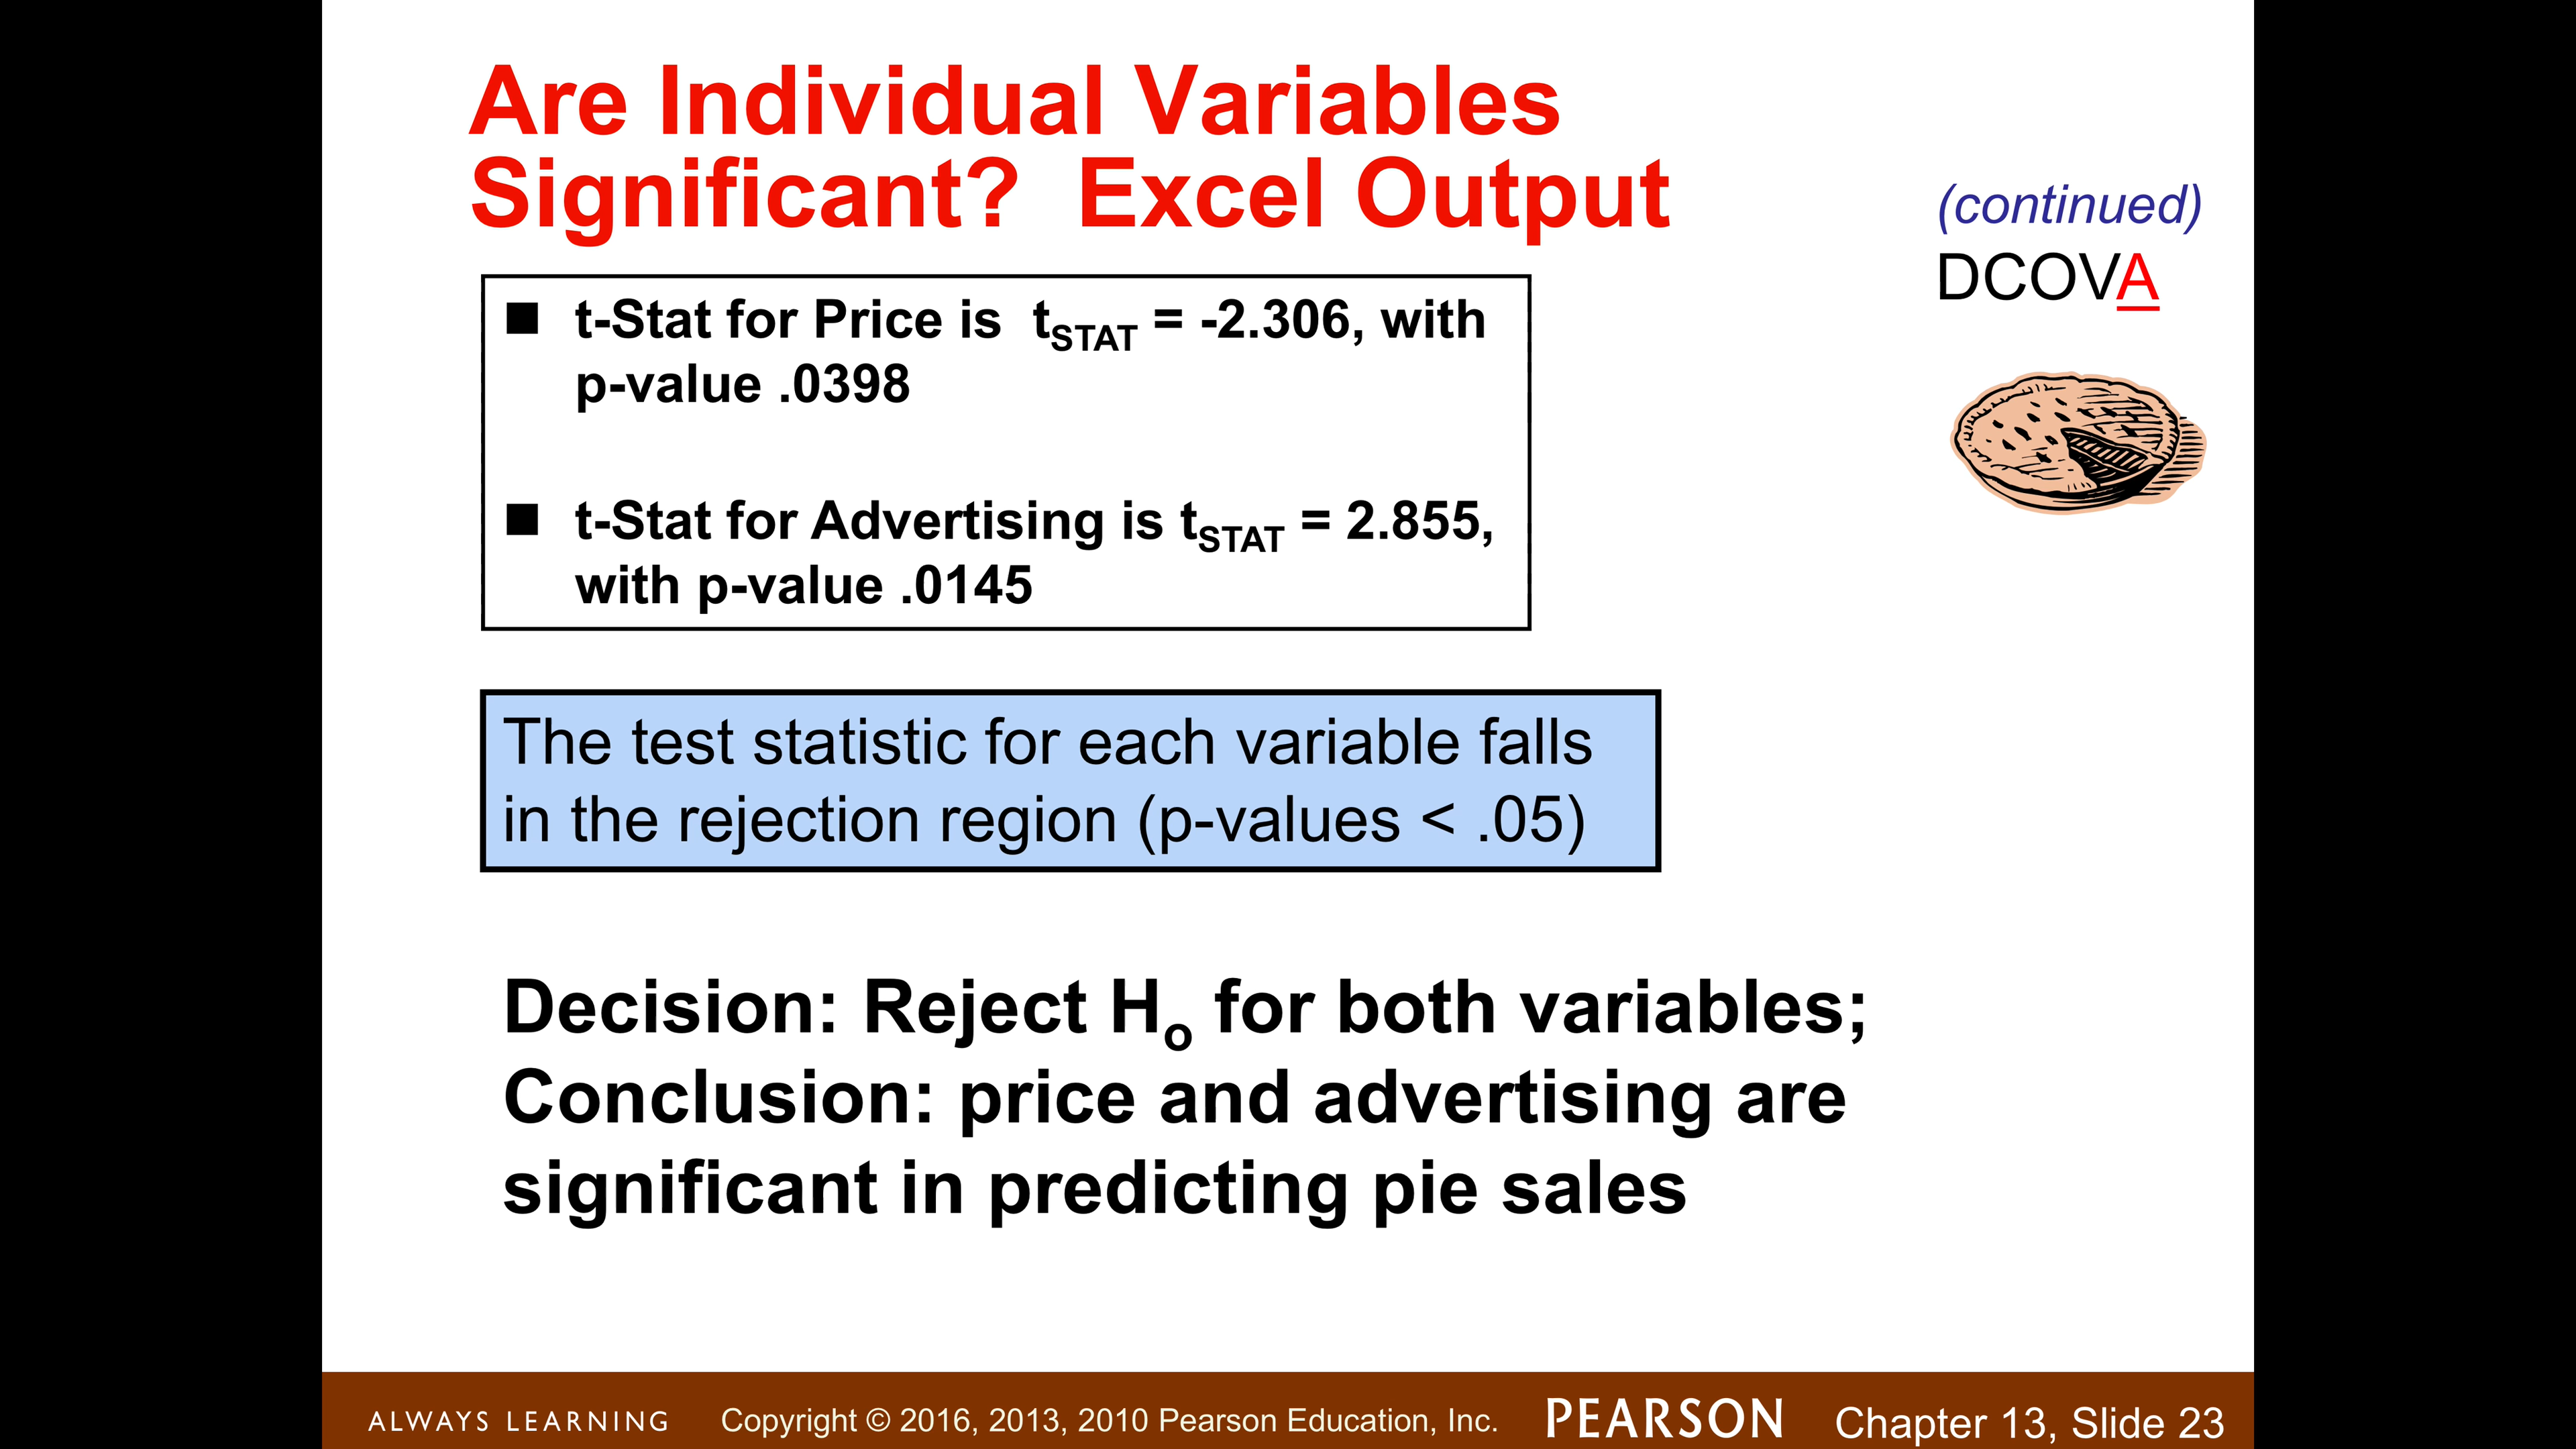 Are Individual Variables
Significant?  Excel Output
(continued)
DCOVA
■ t-Stat for Price is  tSTAT = -2.306, with
p-value .0398
■ t-Stat for Advertising is tSTAT = 2.855,
with p-value .0145
The test statistic for each variable falls
in the rejection region (p-values < .05)
Decision: Reject Ho for both variables;
Conclusion: price and advertising are
significant in predicting pie sales
ALWAYS LEARNING
Copyright © 2016, 2013, 2010 Pearson Education, Inc.
PEARSON
Chapter 13, Slide 23